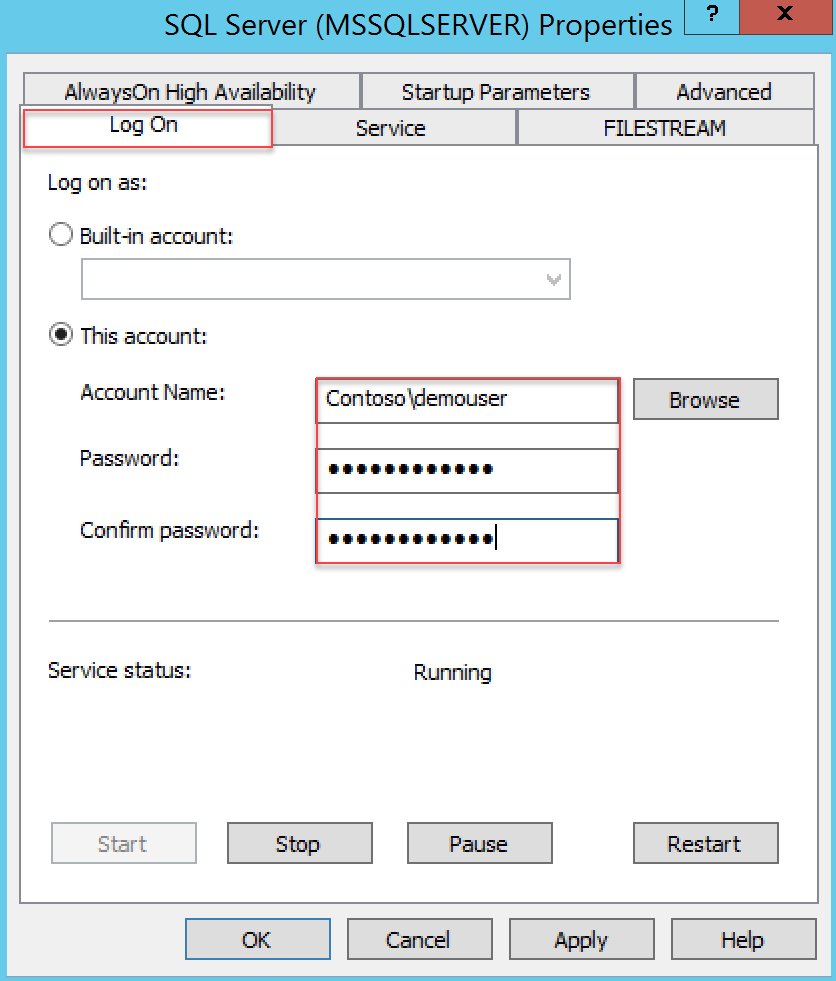 SQL Server (MSSQLSERVER) Properties ? x
AlwaysOn High Availability Startup Parameters Advanced
Log On Service FILESTREAM
Log on as:
Built-in account:
This account:
Account Name: Contoso\demouser Browse
Password: ●●●●●●●●●●●●
Confirm password: ●●●●●●●●●●●●
Service status: Running
Start Stop Pause Restart
OK Cancel Apply Help